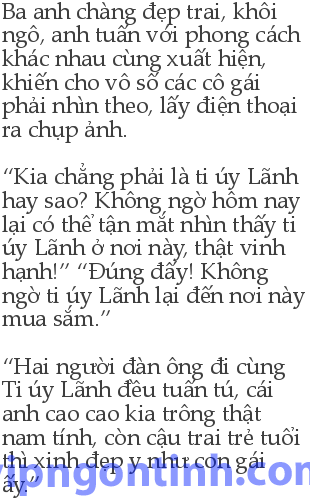 Ba anh chàng đẹp trai, khôi
ngô, anh tuấn với phong cách
khác nhau cùng xuất hiện,
khiến cho vô số các cô gái
phải nhìn theo, lấy điện thoại
ra chụp ảnh.
“Kia chẳng phải là ti úy Lãnh
hay sao? Không ngờ hôm nay
lại có thể tận mắt nhìn thấy ti
úy Lãnh ở nơi này, thật vinh
hạnh!” “Đúng đấy! Không
ngờ ti úy Lãnh lại đến nơi này
mua sắm.”
“Hai người đàn ông đi cùng
Ti úy Lãnh đều tuấn tú, cái
anh cao cao kia trông thật
nam tính, còn cậu trai trẻ tuổi
thì xinh đẹp y như con gái
ấy.”
vipngontinh.com